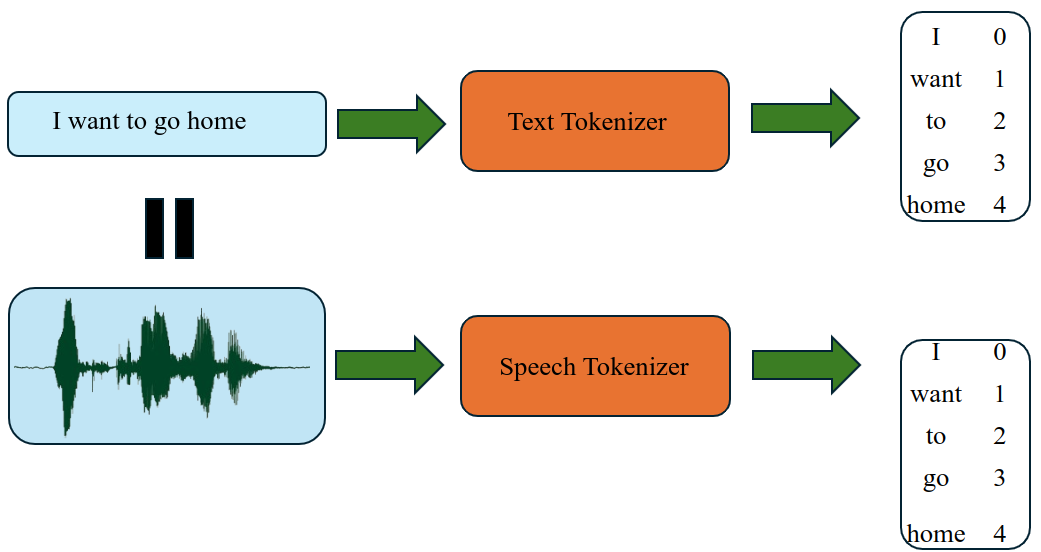 I want to go home
Text Tokenizer
I 0
want 1
to 2
go 3
home 4
Speech Tokenizer
I 0
want 1
to 2
go 3
home 4